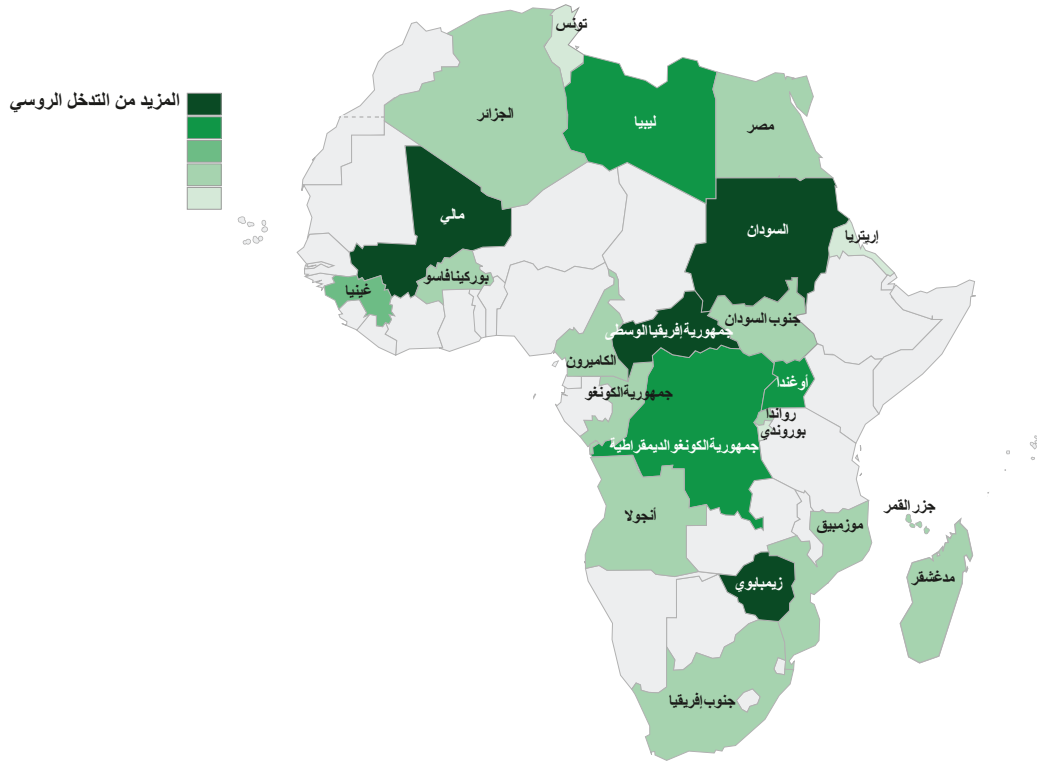 المزيد من التدخل الروسي
تونس
الجزائر
ليبيا
مصر
مالي
السودان
إريتريا
بوركينافاسو
غينيا
جنوب السودان
جمهورية إفريقيا الوسطى
الكاميرون
أوغندا
جمهورية الكونغو
رواندا
بوروندي
جمهورية الكونغو الديمقراطية
جزر القمر
أنجولا
موزمبيق
مدغشقر
زيمبابوي
جنوب إفريقيا